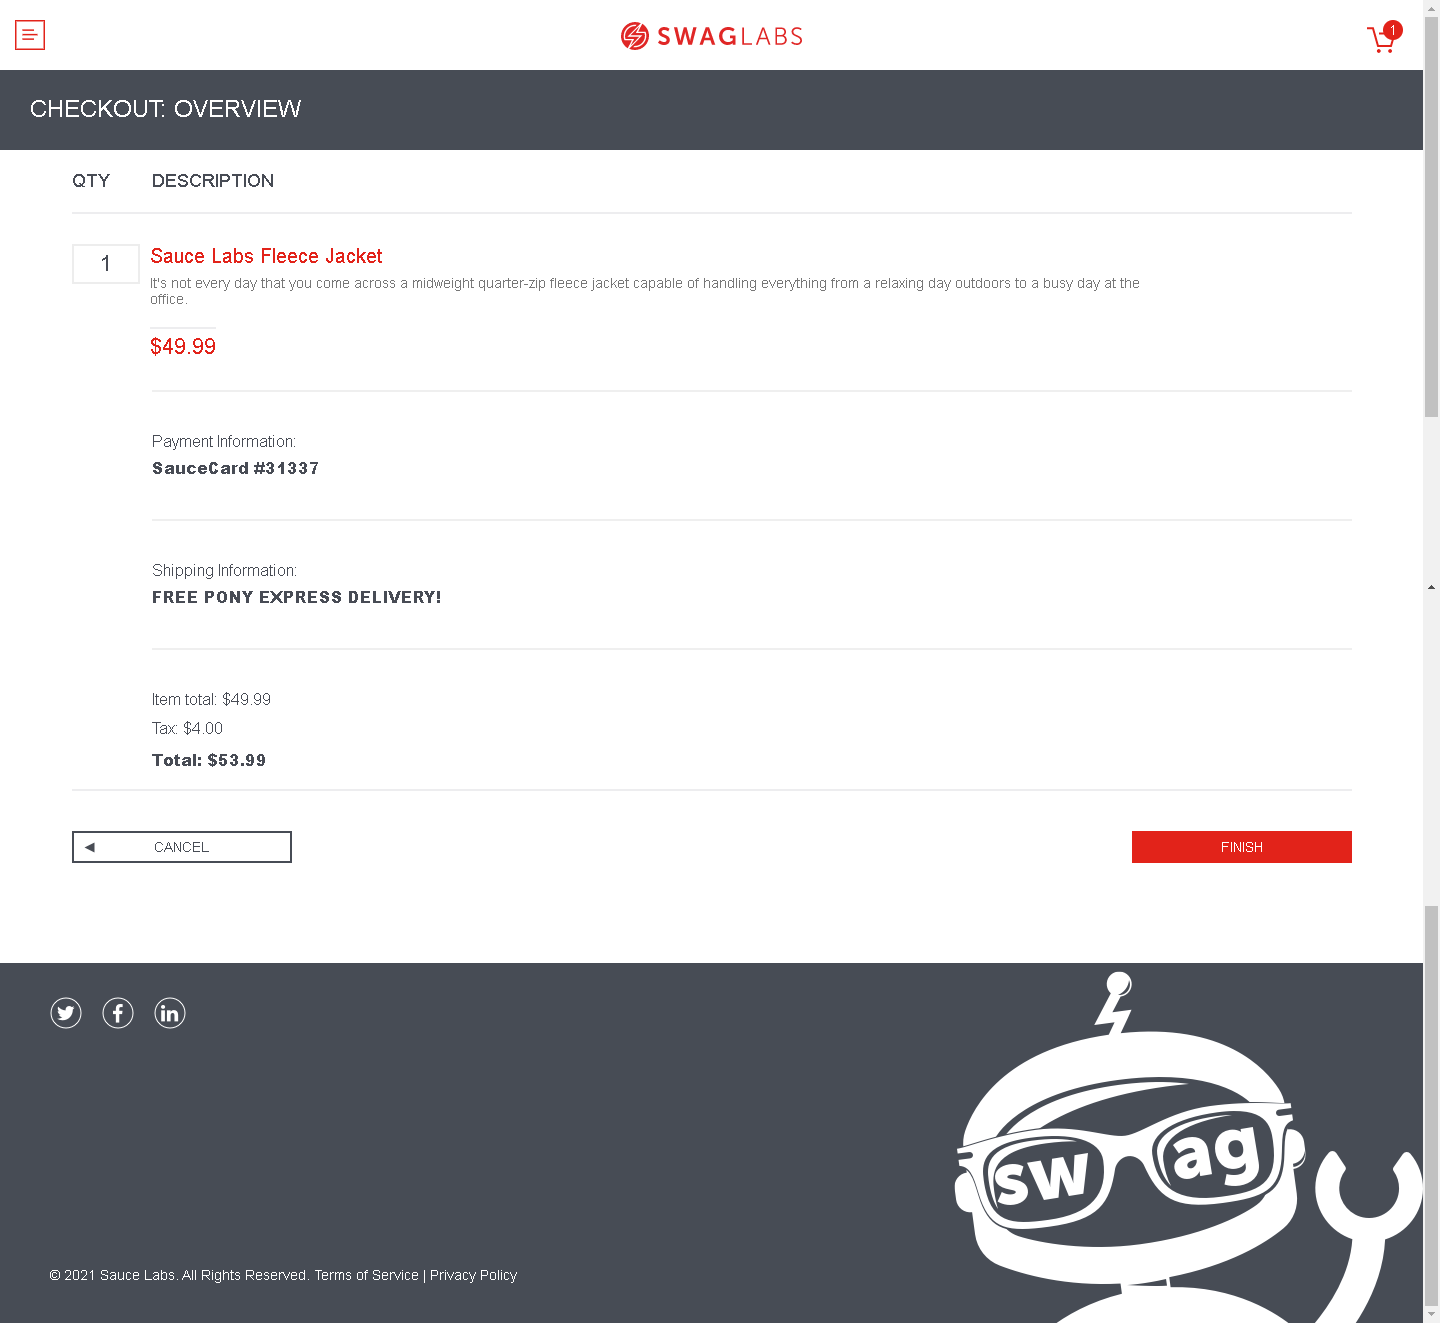 SWAGLABS
1
CHECKOUT: OVERVIEW
QTY DESCRIPTION
1
Sauce Labs Fleece Jacket
It's not every day that you come across a midweight quarter-zip fleece jacket capable of handling everything from a relaxing day outdoors to a busy day at the
office.
$49.99
Payment Information:
SauceCard #31337
Shipping Information:
FREE PONY EXPRESS DELIVERY!
Item total: $49.99
Tax: $4.00
Total: $53.99
CANCEL
FINISH
swag
© 2021 Sauce Labs. All Rights Reserved. Terms of Service | Privacy Policy